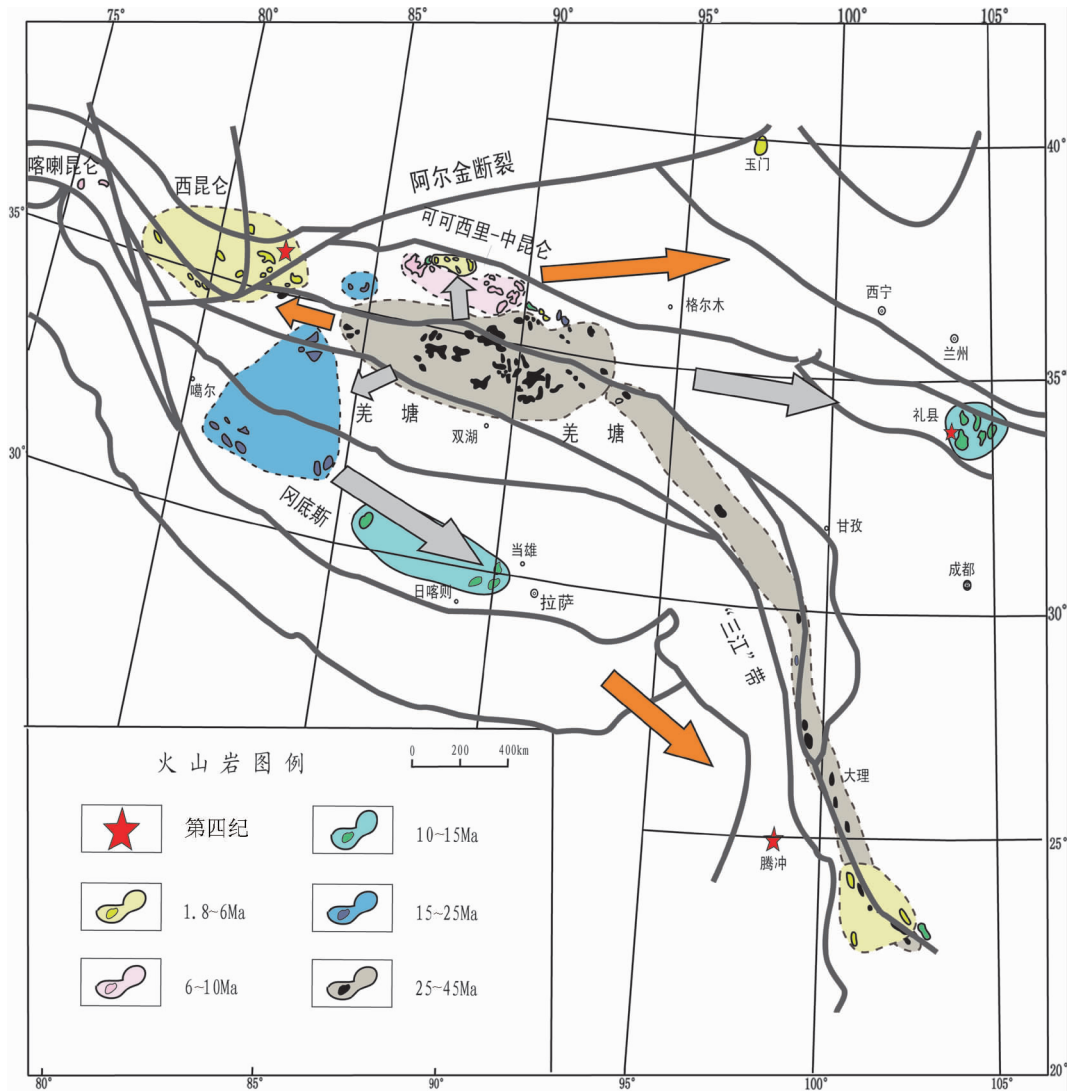 75°
80°
85°
90°
95°
100°
105°
40°
喀喇昆仑
西昆仑
阿尔金断裂
玉门
35°
可可西里-中昆仑
格尔木
西宁
兰州
35°
噶尔
羌 塘
双湖
羌 塘
礼县
30°
冈底斯
当雄
甘孜
成都
日喀则
拉萨
30°
"三江"带
火山岩图例
0 200 400km
第四纪
10~15Ma
大理
25°
腾冲
1.8~6Ma
15~25Ma
6~10Ma
25~45Ma
20°
80°
85°
90°
95°
100°
105°